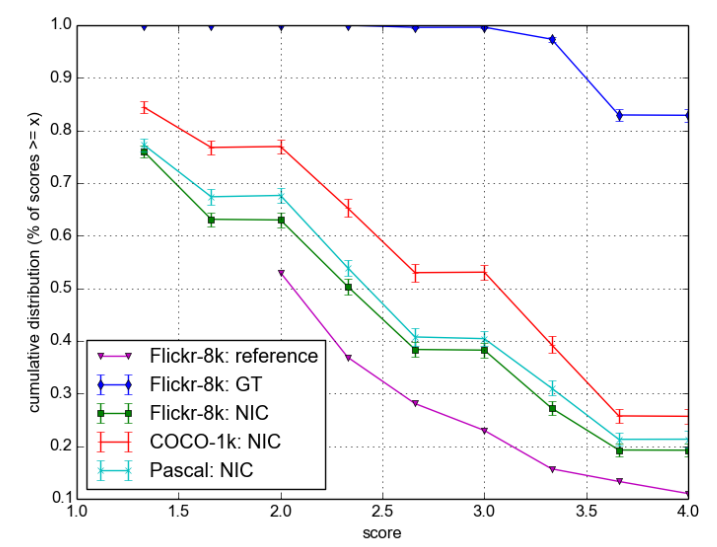 1.0
0.9
0.8
0.7
0.6
0.5
0.4
0.3
0.2
0.1
cumulative distribution (% of scores >= x)
Flickr-8k: reference
Flickr-8k: GT
Flickr-8k: NIC
COCO-1k: NIC
Pascal: NIC
1.0 1.5 2.0 2.5 3.0 3.5 4.0
score